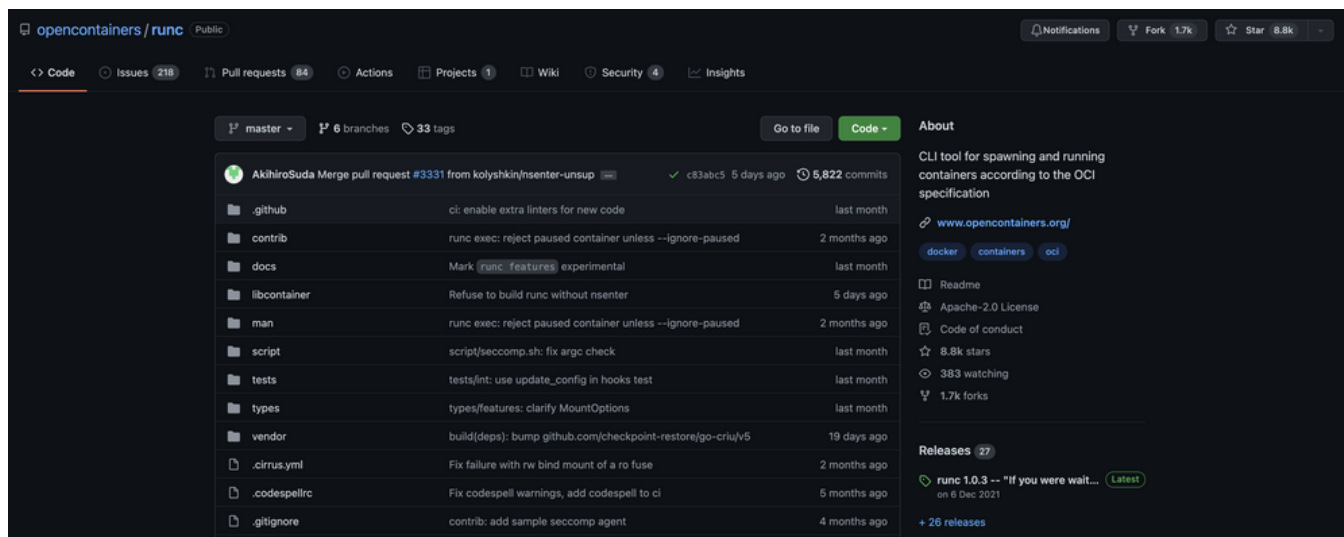 opencontainers / runc Public
Notifications Fork 1.7k Star 8.8k
<> Code Issues 218 Pull requests 84 Actions Projects 1 Wiki Security 4 Insights
master 6 branches 33 tags Go to file Code
AkihiroSuda Merge pull request #3331 from kolyshkin/nsenter-unsup ... c83abc5 5 days ago 5,822 commits
.github ci: enable extra linters for new code last month
contrib runc exec: reject paused container unless --ignore-paused 2 months ago
docs Mark runc features experimental last month
libcontainer Refuse to build runc without nsenter 5 days ago
man runc exec: reject paused container unless --ignore-paused 2 months ago
script script/seccomp.sh: fix argc check last month
tests tests/int: use update_config in hooks test last month
types types/features: clarify MountOptions last month
vendor build(deps): bump github.com/checkpoint-restore/go-criu/v5 19 days ago
.cirrus.yml Fix failure with rw bind mount of a ro fuse 2 months ago
.codespellrc Fix codespell warnings, add codespell to ci 5 months ago
.gitignore contrib: add sample seccomp agent 4 months ago
About
CLI tool for spawning and running
containers according to the OCI
specification
www.opencontainers.org/
docker containers oci
Readme
Apache-2.0 License
Code of conduct
8.8k stars
383 watching
1.7k forks
Releases 27
runc 1.0.3 -- "If you were wait... Latest
on 6 Dec 2021
+ 26 releases